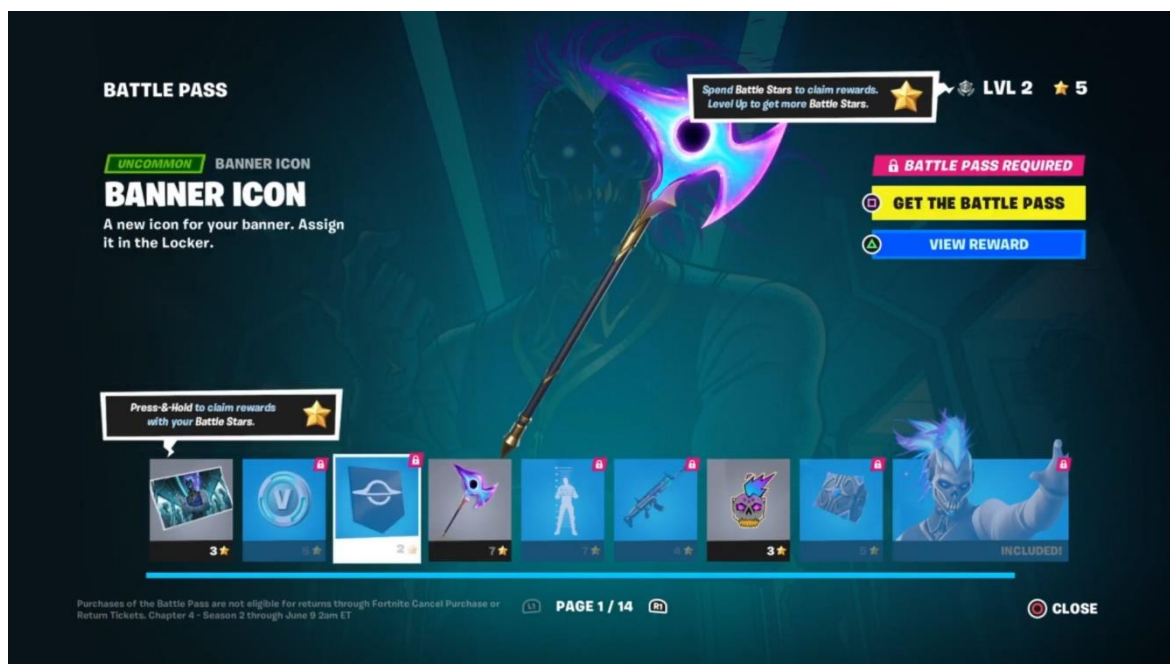 BATTLE PASS
Spend Battle Stars to claim rewards.
Level Up to get more Battle Stars.
LVL 2
5
UNCOMMON BANNER ICON
BANNER ICON
A new icon for your banner. Assign
it in the Locker.
BATTLE PASS REQUIRED
GET THE BATTLE PASS
VIEW REWARD
Press-&-Hold to claim rewards
with your Battle Stars.
V
3
2
7
7
4
3
INCLUDED!
Purchases of the Battle Pass are not eligible for returns through Fortnite Cancel Purchase or
Return Tickets. Chapter 4 - Season 2 through June 9 2am ET
L1 PAGE 1 / 14 R1
CLOSE